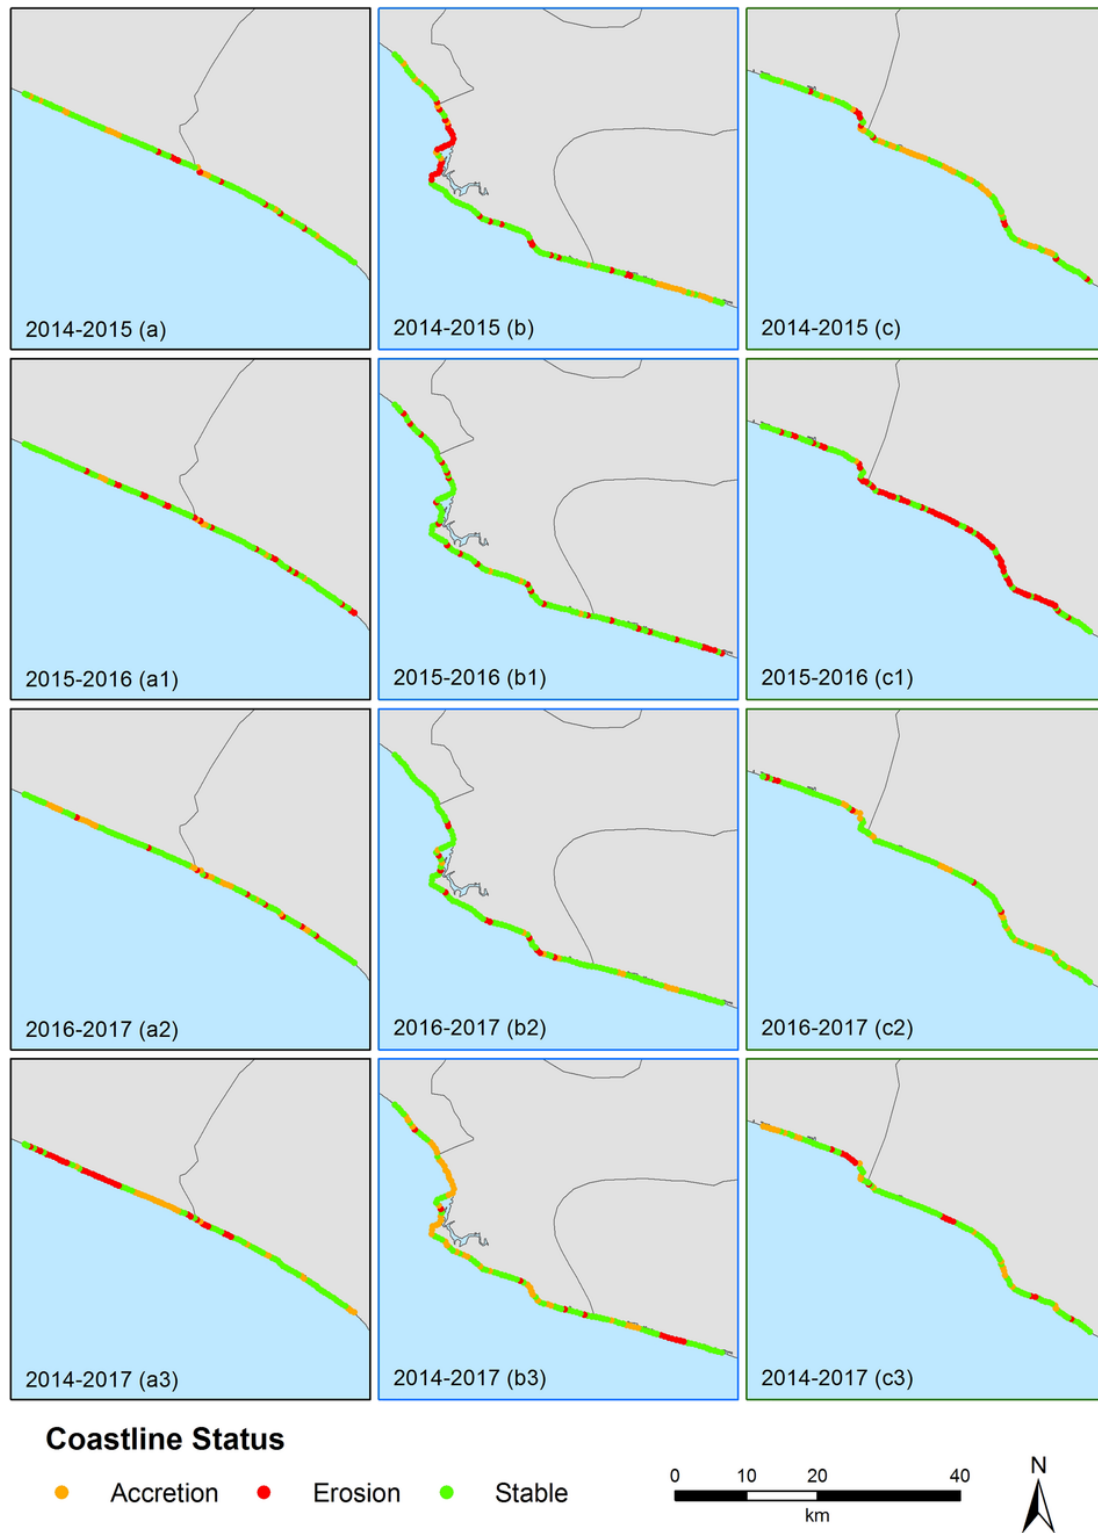 2014-2015 (a)
2014-2015 (b)
2014-2015 (c)
2015-2016 (a1)
2015-2016 (b1)
2015-2016 (c1)
2016-2017 (a2)
2016-2017 (b2)
2016-2017 (c2)
2014-2017 (a3)
2014-2017 (b3)
2014-2017 (c3)
Coastline Status
Accretion Erosion Stable
0 10 20 40
km
N